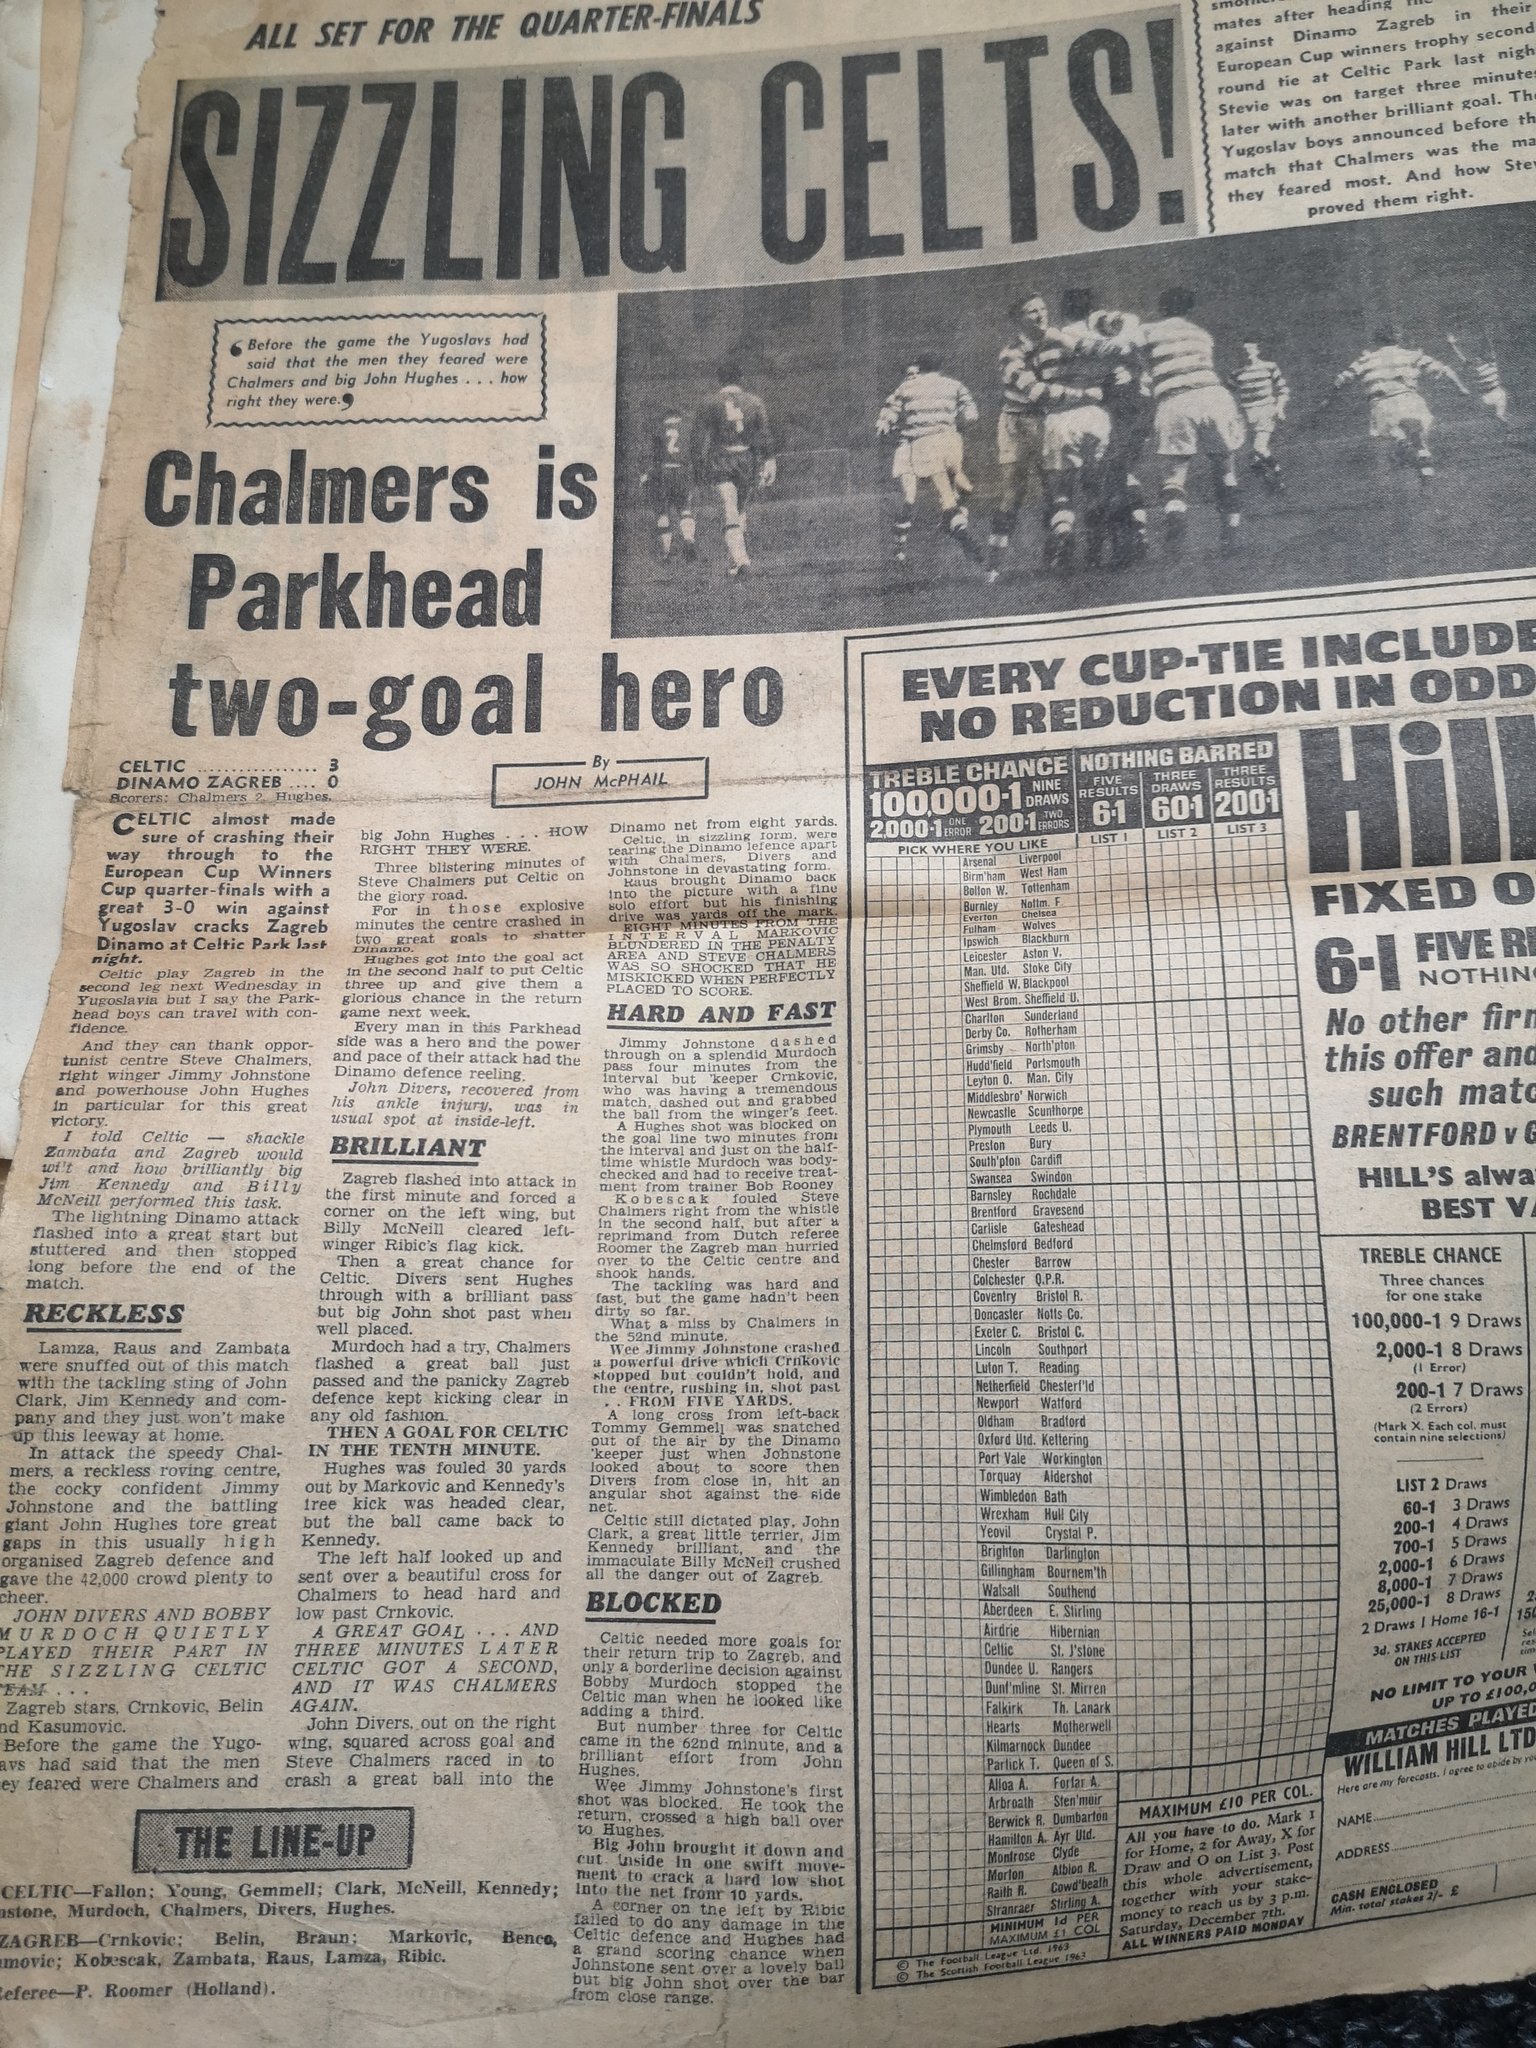 ALL SET FOR THE QUARTER-FINALS
SIZZLING CELTS!
mates after heading the
against Dinamo Zagreb in their
European Cup winners trophy second
round tie at Celtic Park last
Stevie was on target three minutes
later with another brilliant goal. The
Yugoslav boys announced before the
match that Chalmers was the
they feared most. And how
proved them right.
Before the game the Yugoslavs had
said that the men they feared were
Chalmers and big John Hughes . . . how
right they were.
Chalmers is
Parkhead
two-goal hero
CELTIC .................. 3
DINAMO ZAGREB .... 0
Scorers: Chalmers 2, Hughes.
By
JOHN McPHAIL
CELTIC almost made
sure of crashing their
way through to the
European Cup Winners
Cup quarter-finals with a
great 3-0 win against
Yugoslav cracks Zagreb
Dinamo at Celtic Park last
night.
Celtic play Zagreb in the
second leg next Wednesday in
Yugoslavia but I say the Park-
head boys can travel with con-
fidence.
And they can thank oppor-
tunist centre Steve Chalmers,
right winger Jimmy Johnstone
and powerhouse John Hughes
in particular for this great
victory.
I told Celtic — shackle
Zambata and Zagreb would
wilt and how brilliantly big
Jim Kennedy and Billy
McNeill performed this task.
The lightning Dinamo attack
flashed into a great start but
stuttered and then stopped
long before the end of the
match.
RECKLESS
Lamza, Raus and Zambata
were snuffed out of this match
with the tackling sting of John
Clark, Jim Kennedy and com-
pany and they just won't make
up this leeway at home.
In attack the speedy Chal-
mers, a reckless roving centre,
the cocky confident Jimmy
Johnstone and the battling
giant John Hughes tore great
gaps in this usually high
organised Zagreb defence and
gave the 42,000 crowd plenty to
cheer.
JOHN DIVERS AND BOBBY
MURDOCH QUIETLY
PLAYED THEIR PART IN
THE SIZZLING CELTIC
TEAM . . .
Zagreb stars, Crnkovic, Belin
and Kasumovic.
Before the game the Yugo-
slavs had said that the men
they feared were Chalmers and
big John Hughes . . . HOW
RIGHT THEY WERE.
Three blistering minutes of
Steve Chalmers put Celtic on
the glory road.
For in those explosive
minutes the centre crashed in
two great goals to shatter
Dinamo.
Hughes got into the goal act
in the second half to put Celtic
three up and give them a
glorious chance in the return
game next week.
Every man in this Parkhead
side was a hero and the power
and pace of their attack had the
Dinamo defence reeling.
John Divers, recovered from
his ankle injury, was in
usual spot at inside-left.
BRILLIANT
Zagreb flashed into attack in
the first minute and forced a
corner on the left wing, but
Billy McNeill cleared left-
winger Ribic's flag kick.
Then a great chance for
Celtic. Divers sent Hughes
through with a brilliant pass
but big John shot past when
well placed.
Murdoch had a try, Chalmers
flashed a great ball just
passed and the panicky Zagreb
defence kept kicking clear in
any old fashion.
THEN A GOAL FOR CELTIC
IN THE TENTH MINUTE.
Hughes was fouled 30 yards
out by Markovic and Kennedy's
free kick was headed clear,
but the ball came back to
Kennedy.
The left half looked up and
sent over a beautiful cross for
Chalmers to head hard and
low past Crnkovic.
A GREAT GOAL . . . AND
THREE MINUTES LATER
CELTIC GOT A SECOND,
AND IT WAS CHALMERS
AGAIN.
John Divers, out on the right
wing, squared across goal and
Steve Chalmers raced in to
crash a great ball into the
Dinamo net from eight yards.
Celtic, in sizzling form, were
tearing the Dinamo defence apart
with Chalmers, Divers and
Johnstone in devastating form.
Raus brought Dinamo back
into the picture with a fine
solo effort but his finishing
drive was yards off the mark.
EIGHT MINUTES FROM THE
INTERVAL MARKOVIC
BLUNDERED IN THE PENALTY
AREA AND STEVE CHALMERS
WAS SO SHOCKED THAT HE
MISKICKED WHEN PERFECTLY
PLACED TO SCORE.
HARD AND FAST
Jimmy Johnstone dashed
through on a splendid Murdoch
pass four minutes from the
interval but 'keeper Crnkovic,
who was having a tremendous
match, dashed out and grabbed
the ball from the winger's feet.
A Hughes shot was blocked on
the goal line two minutes from
the interval and just on the half-
time whistle Murdoch was body-
checked and had to receive treat-
ment from trainer Bob Rooney
Kobescak fouled Steve
Chalmers right from the whistle
in the second half, but after a
reprimand from Dutch referee
Roomer the Zagreb man hurried
over to the Celtic centre and
shook hands.
The tackling was hard and
fast, but the game hadn't been
dirty so far.
What a miss by Chalmers in
the 52nd minute.
Wee Jimmy Johnstone crashed
a powerful drive which Crnkovic
stopped but couldn't hold, and
the centre, rushing in, shot past
. . FROM FIVE YARDS.
A long cross from left-back
Tommy Gemmell was snatched
out of the air by the Dinamo
'keeper just when Johnstone
looked about to score then
Divers from close in, hit an
angular shot against the side
net.
Celtic still dictated play, John
Clark, a great little terrier, Jim
Kennedy brilliant, and the
immaculate Billy McNeil crushed
all the danger out of Zagreb.
BLOCKED
Celtic needed more goals for
their return trip to Zagreb, and
only a borderline decision against
Bobby Murdoch stopped the
Celtic man when he looked like
adding a third.
But number three for Celtic
came in the 62nd minute, and a
brilliant effort from John
Hughes.
Wee Jimmy Johnstone's first
shot was blocked. He took the
return, crossed a high ball over
to Hughes.
Big John brought it down and
cut inside in one swift move-
ment to crack a hard low shot
into the net from 10 yards.
A corner on the left by Ribic
failed to do any damage in the
Celtic defence and Hughes had
a grand scoring chance when
Johnstone sent over a lovely ball
but big John shot over the bar
from close range.
THE LINE-UP
CELTIC—Fallon; Young, Gemmell; Clark, McNeill, Kennedy;
Murdoch, Chalmers, Divers, Hughes.
ZAGREB—Crnkovic; Belin, Braun; Markovic, Benco,
Kobescak, Zambata, Raus, Lamza, Ribic.
Referee—P. Roomer (Holland).
EVERY CUP-TIE INCLUDE
NO REDUCTION IN ODD
TREBLE CHANCE
100,000-1 NINE DRAWS
2,000-1 ONE ERROR 200-1 TWO ERRORS
NOTHING BARRED
FIVE RESULTS 6-1
THREE DRAWS 60-1
THREE RESULTS 200-1
PICK WHERE YOU LIKE LIST 1 LIST 2 LIST 3
Arsenal Liverpool
Birm'ham West Ham
Bolton W. Tottenham
Burnley Nottm. F.
Everton Chelsea
Fulham Wolves
Ipswich Blackburn
Leicester Aston V.
Man. Utd. Stoke City
Sheffield W. Blackpool
West Brom. Sheffield U.
Charlton Sunderland
Derby Co. Rotherham
Grimsby North'pton
Hudd'field Portsmouth
Leyton O. Man. City
Middlesbro' Norwich
Newcastle Scunthorpe
Plymouth Leeds U.
Preston Bury
South'pton Cardiff
Swansea Swindon
Barnsley Rochdale
Brentford Gravesend
Carlisle Gateshead
Chelmsford Bedford
Chester Barrow
Colchester Q.P.R.
Coventry Bristol R.
Doncaster Notts Co.
Exeter C. Bristol C.
Lincoln Southport
Luton T. Reading
Netherfield Chesterf'ld
Newport Watford
Oldham Bradford
Oxford Utd. Kettering
Port Vale Workington
Torquay Aldershot
Wimbledon Bath
Wrexham Hull City
Yeovil Crystal P.
Brighton Darlington
Gillingham Bournem'th
Walsall Southend
Aberdeen E. Stirling
Airdrie Hibernian
Celtic St. J'stone
Dundee U. Rangers
Dunf'mline St. Mirren
Falkirk Th. Lanark
Hearts Motherwell
Kilmarnock Dundee
Partick T. Queen of S.
Alloa A. Forfar A.
Arbroath Sten'muir
Berwick R. Dumbarton
Hamilton A. Ayr Utd.
Montrose Clyde
Morton Albion R.
Raith R. Cowd'beath
Stranraer Stirling A.
MINIMUM 1d PER
MAXIMUM £1 COL
© The Football League Ltd. 1963
© The Scottish Football League 1963
MAXIMUM £10 PER COL.
All you have to do. Mark 1
for Home, 2 for Away, X for
Draw and O on List 3. Post
this whole advertisement,
together with your stake-
money to reach us by 3 p.m.
Saturday, December 7th.
ALL WINNERS PAID MONDAY
Hill
FIXED O
6-1 FIVE RE
NOTHIN
No other firm
this offer and
such matc
BRENTFORD v G
HILL'S alwa
BEST VA
TREBLE CHANCE
Three chances
for one stake
100,000-1 9 Draws
2,000-1 8 Draws
(1 Error)
200-1 7 Draws
(2 Errors)
(Mark X. Each col. must
contain nine selections)
LIST 2 Draws
60-1 3 Draws
200-1 4 Draws
700-1 5 Draws
2,000-1 6 Draws
8,000-1 7 Draws
25,000-1 8 Draws
2 Draws 1 Home 16-1
3d. STAKES ACCEPTED
ON THIS LIST
NO LIMIT TO YOUR
UP TO £100,0
MATCHES PLAYED
WILLIAM HILL LTD
Here are my forecasts. I agree to abide by
NAME
ADDRESS
CASH ENCLOSED
Min. total stakes 2/- £